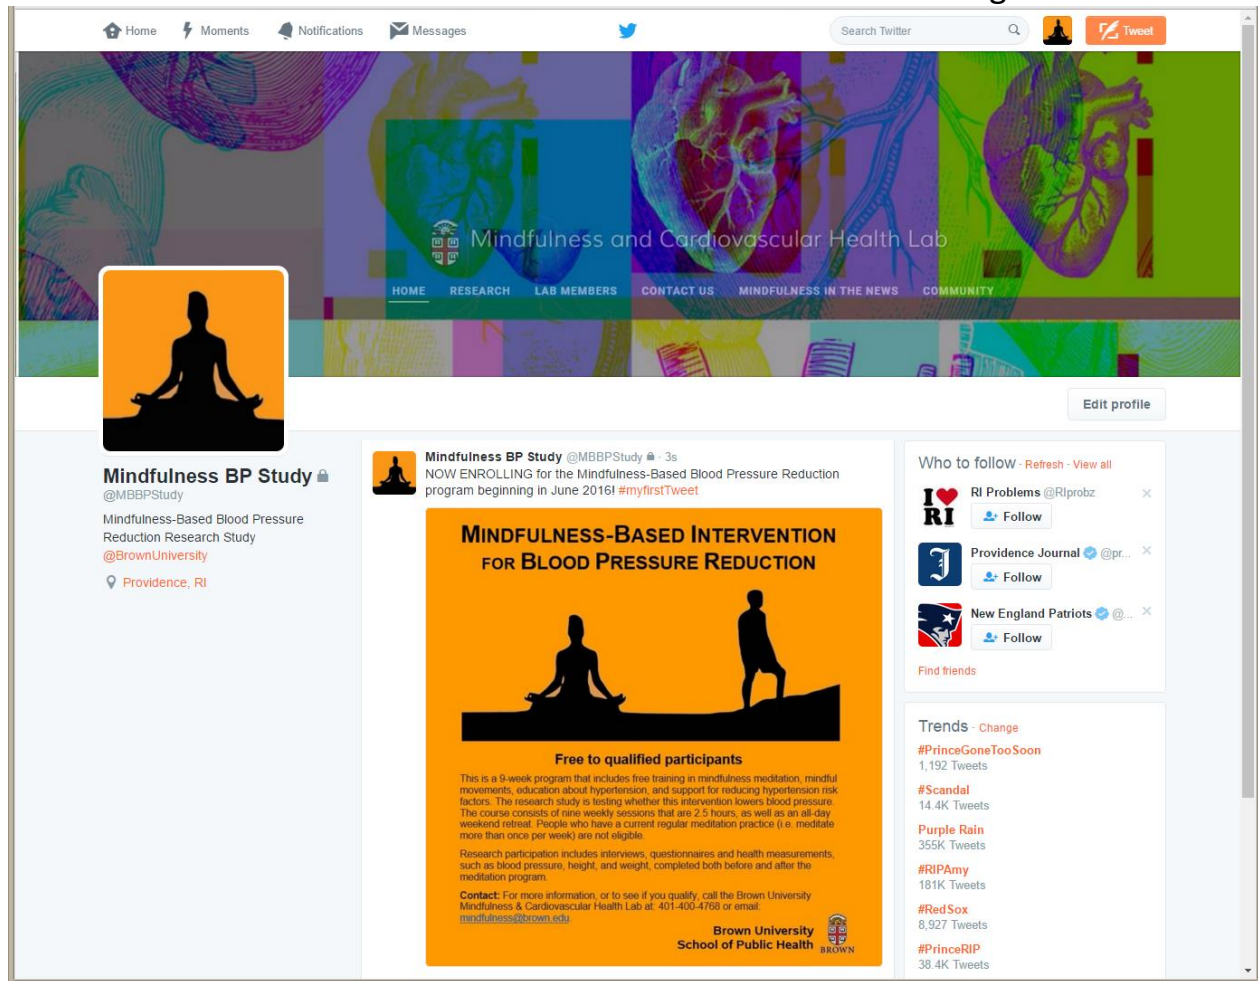 Home Moments Notifications Messages Search Twitter Tweet
Mindfulness and Cardiovascular Health Lab
HOME RESEARCH LAB MEMBERS CONTACT US MINDFULNESS IN THE NEWS COMMUNITY
Edit profile
Mindfulness BP Study
@MBBPStudy
Mindfulness-Based Blood Pressure
Reduction Research Study
@BrownUniversity
Providence, RI
Mindfulness BP Study @MBBPStudy · 3s
NOW ENROLLING for the Mindfulness-Based Blood Pressure Reduction
program beginning in June 2016! #myfirstTweet
MINDFULNESS-BASED INTERVENTION
FOR BLOOD PRESSURE REDUCTION
Free to qualified participants
This is a 9-week program that includes free training in mindfulness meditation, mindful
movements, education about hypertension, and support for reducing hypertension risk
factors. The research study is testing whether this intervention lowers blood pressure.
The course consists of nine weekly sessions that are 2.5 hours, as well as an all-day
weekend retreat. People who have a current regular meditation practice (i.e. meditate
more than once per week) are not eligible.
Research participation includes interviews, questionnaires and health measurements,
such as blood pressure, height, and weight, completed both before and after the
meditation program.
Contact: For more information, or to see if you qualify, call the Brown University
Mindfulness & Cardiovascular Health Lab at: 401-400-4768 or email:
mindfulness@brown.edu.
Brown University
School of Public Health
BROWN
Who to follow · Refresh · View all
I
RI
RI Problems @RIprobz
Follow
Providence Journal @pr...
Follow
New England Patriots @...
Follow
Find friends
Trends · Change
#PrinceGoneTooSoon
1,192 Tweets
#Scandal
14.4K Tweets
Purple Rain
355K Tweets
#RIPAmy
181K Tweets
#RedSox
8,927 Tweets
#PrinceRIP
38.4K Tweets